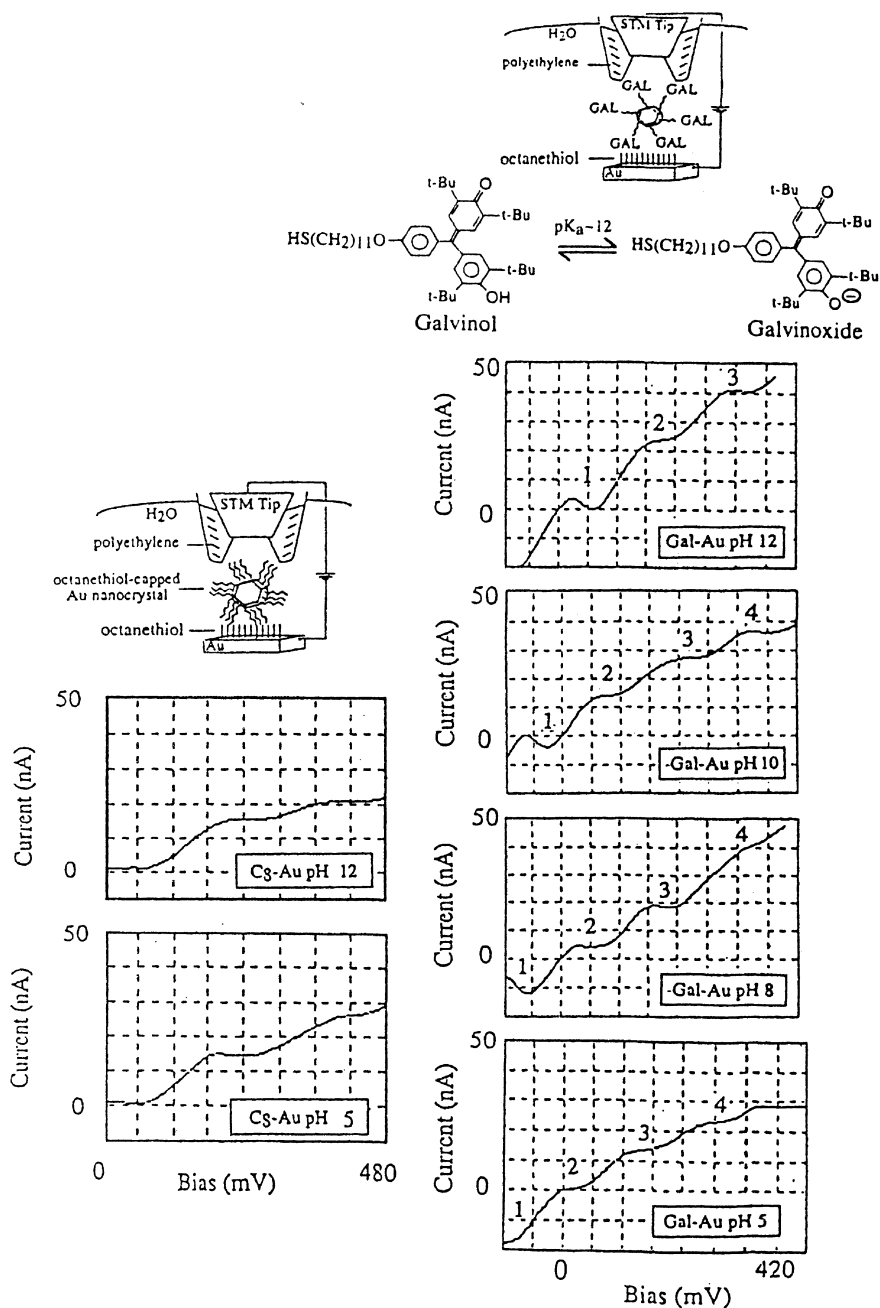 H2O
STM Tip
polyethylene
GAL GAL
GAL GAL
GAL GAL
octanethiol
Au
t-Bu O
t-Bu
HS(CH2)11O
t-Bu
t-Bu OH
Galvinol
pKa~12
t-Bu O
t-Bu
HS(CH2)11O
t-Bu
t-Bu O⊖
Galvinoxide
50
Current (nA)
0
1 2 3
Gal-Au pH 12
50
Current (nA)
0
1 2 3 4
-Gal-Au pH 10
50
Current (nA)
0
1 2 3 4
-Gal-Au pH 8
50
Current (nA)
0
1 2 3 4
Gal-Au pH 5
0 420
Bias (mV)
STM Tip
H2O
polyethylene
octanethiol-capped
Au nanocrystal
octanethiol
Au
50
Current (nA)
0
C8-Au pH 12
50
Current (nA)
0
C8-Au pH 5
0 480
Bias (mV)